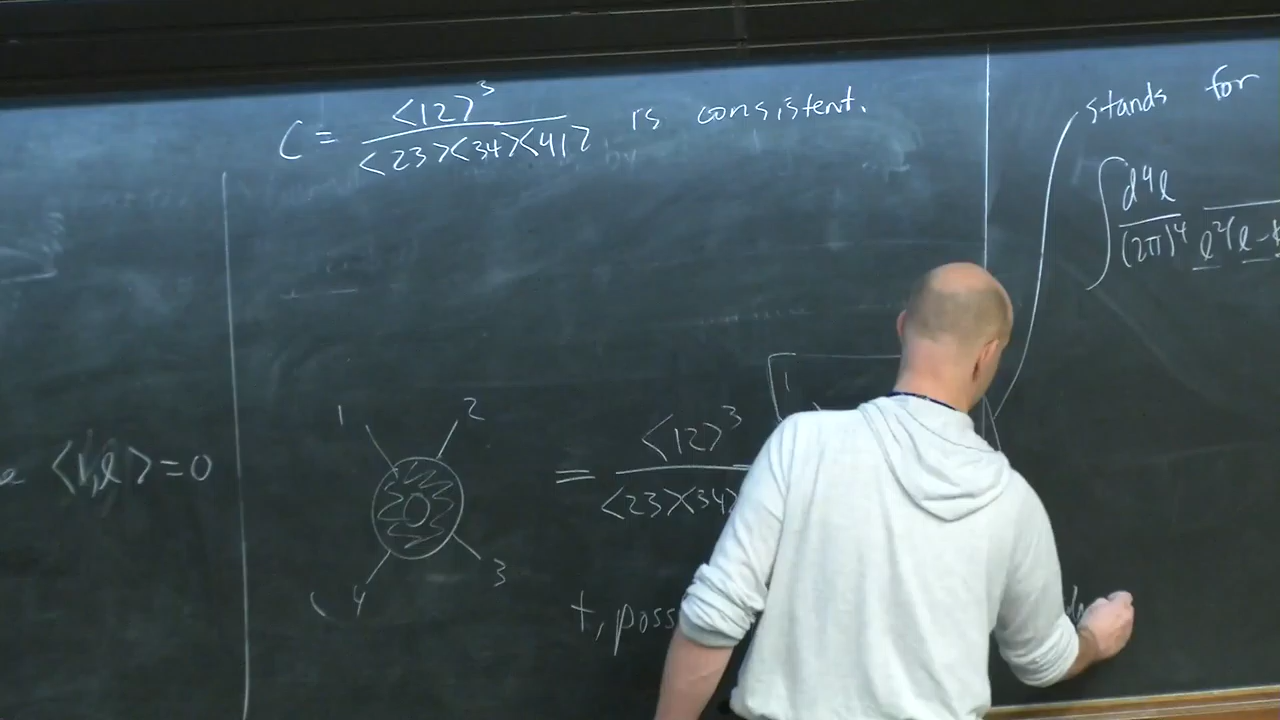 C = <12>³ / <23><34><41> is consistent.
<1,l> = 0
1 2 3 4
= <12>³ / <23><34>
1
stands for
∫ d⁴l / (2π)⁴ l²(l-